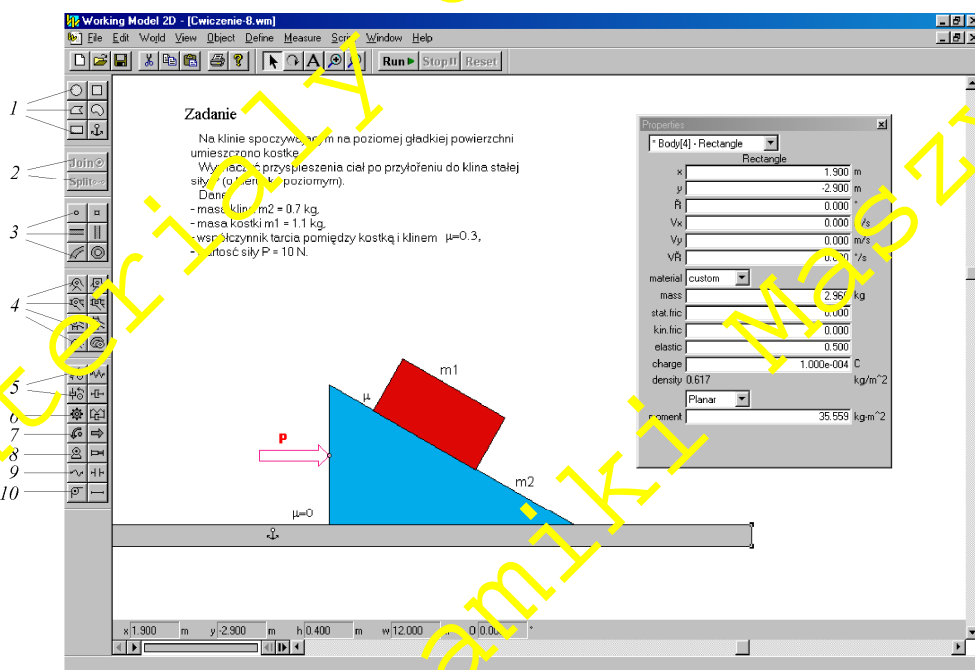 Working Model 2D - [Cwiczenie-8.wm]
File Edit World View Object Define Measure Script Window Help
Run Stop Reset
1
2
3
4
5
6
7
8
9
10
Join
Split
Zadanie
Na klinie spoczywającym na poziomej gładkiej powierzchni
umieszczono kostkę
Wyznaczyć przyspieszenia ciał po przyłożeniu do klina stałej
siły P (o kierunku poziomym).
Dane
- masa klina m2 = 0.7 kg,
- masa kostki m1 = 1.1 kg,
- współczynnik tarcia pomiędzy kostką i klinem μ=0.3,
- wartosć siły P = 10 N.
Properties
* Body[4] - Rectangle
Rectangle
x 1.900 m
y -2.900 m
Ř 0.000 °
Vx 0.000 m/s
Vy 0.000 m/s
VŘ 0.000 °/s
material custom
mass 2.960 kg
stat.fric 0.000
kin.fric 0.000
elastic 0.500
charge 1.000e-004 C
density 0.617 kg/m^2
Planar
moment 35.559 kg-m^2
m1
μ
P
m2
μ=0
x 1.900 m y -2.900 m h 0.400 m w 12.000 0.000 °
materiały
Maszyn
amiki